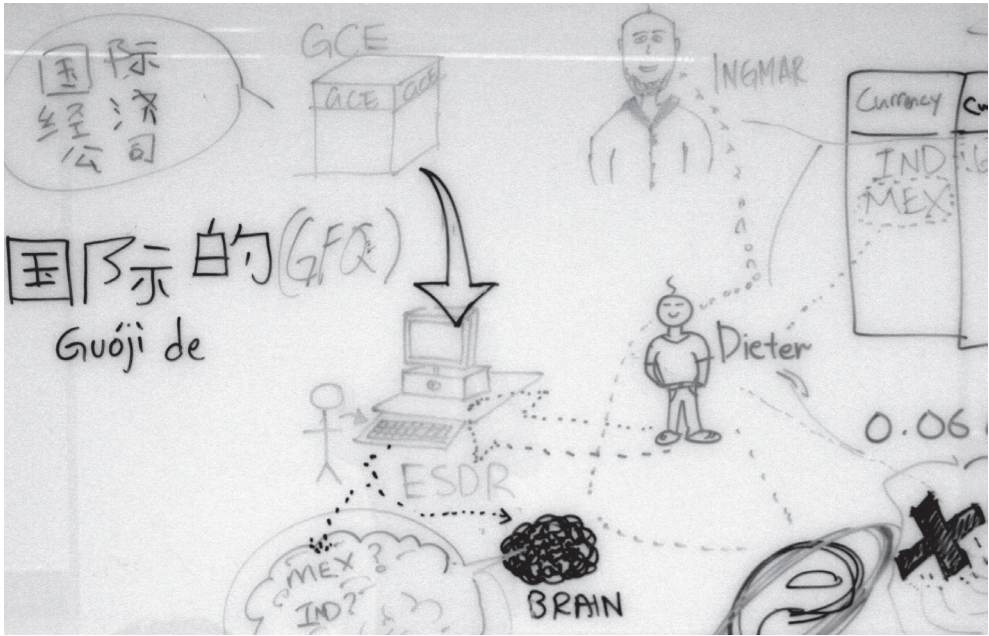 国际
经济
公司
GCE
GCE GCE
INGMAR
Currency
IND
MEX
国际的(GFQ)
Guójì de
Dieter
0.06
ESDR
MEX?
IND?
BRAIN